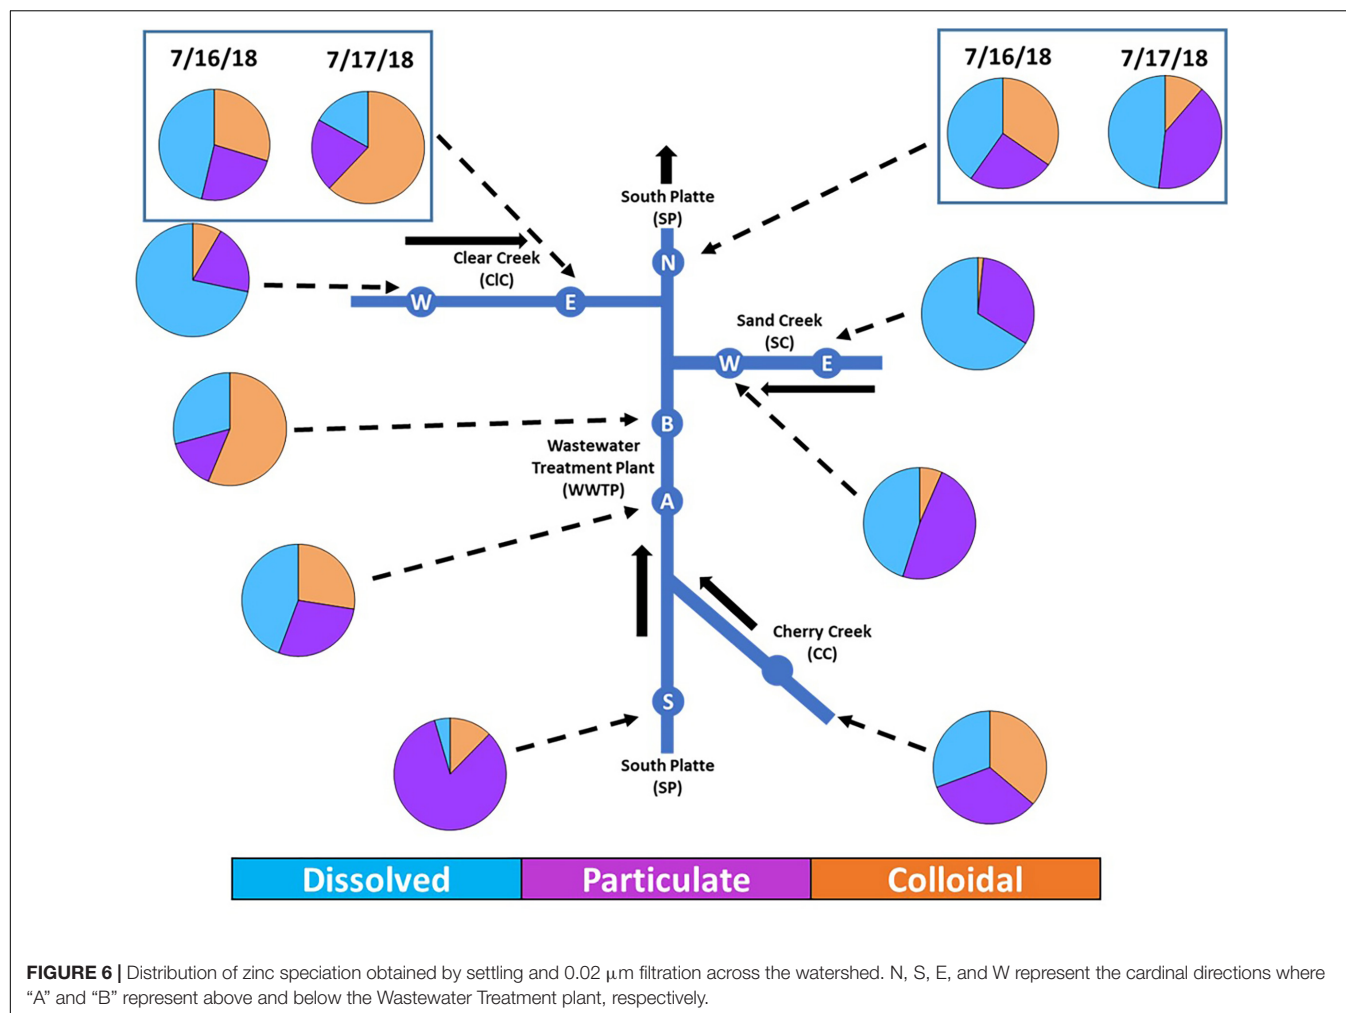 7/16/18
7/17/18
7/16/18
7/17/18
South Platte
(SP)
N
Clear Creek
(ClC)
W
E
Sand Creek
(SC)
W
E
B
Wastewater
Treatment Plant
(WWTP)
A
Cherry Creek
(CC)
S
South Platte
(SP)
Dissolved
Particulate
Colloidal
FIGURE 6 | Distribution of zinc speciation obtained by settling and 0.02 μm filtration across the watershed. N, S, E, and W represent the cardinal directions where
“A” and “B” represent above and below the Wastewater Treatment plant, respectively.